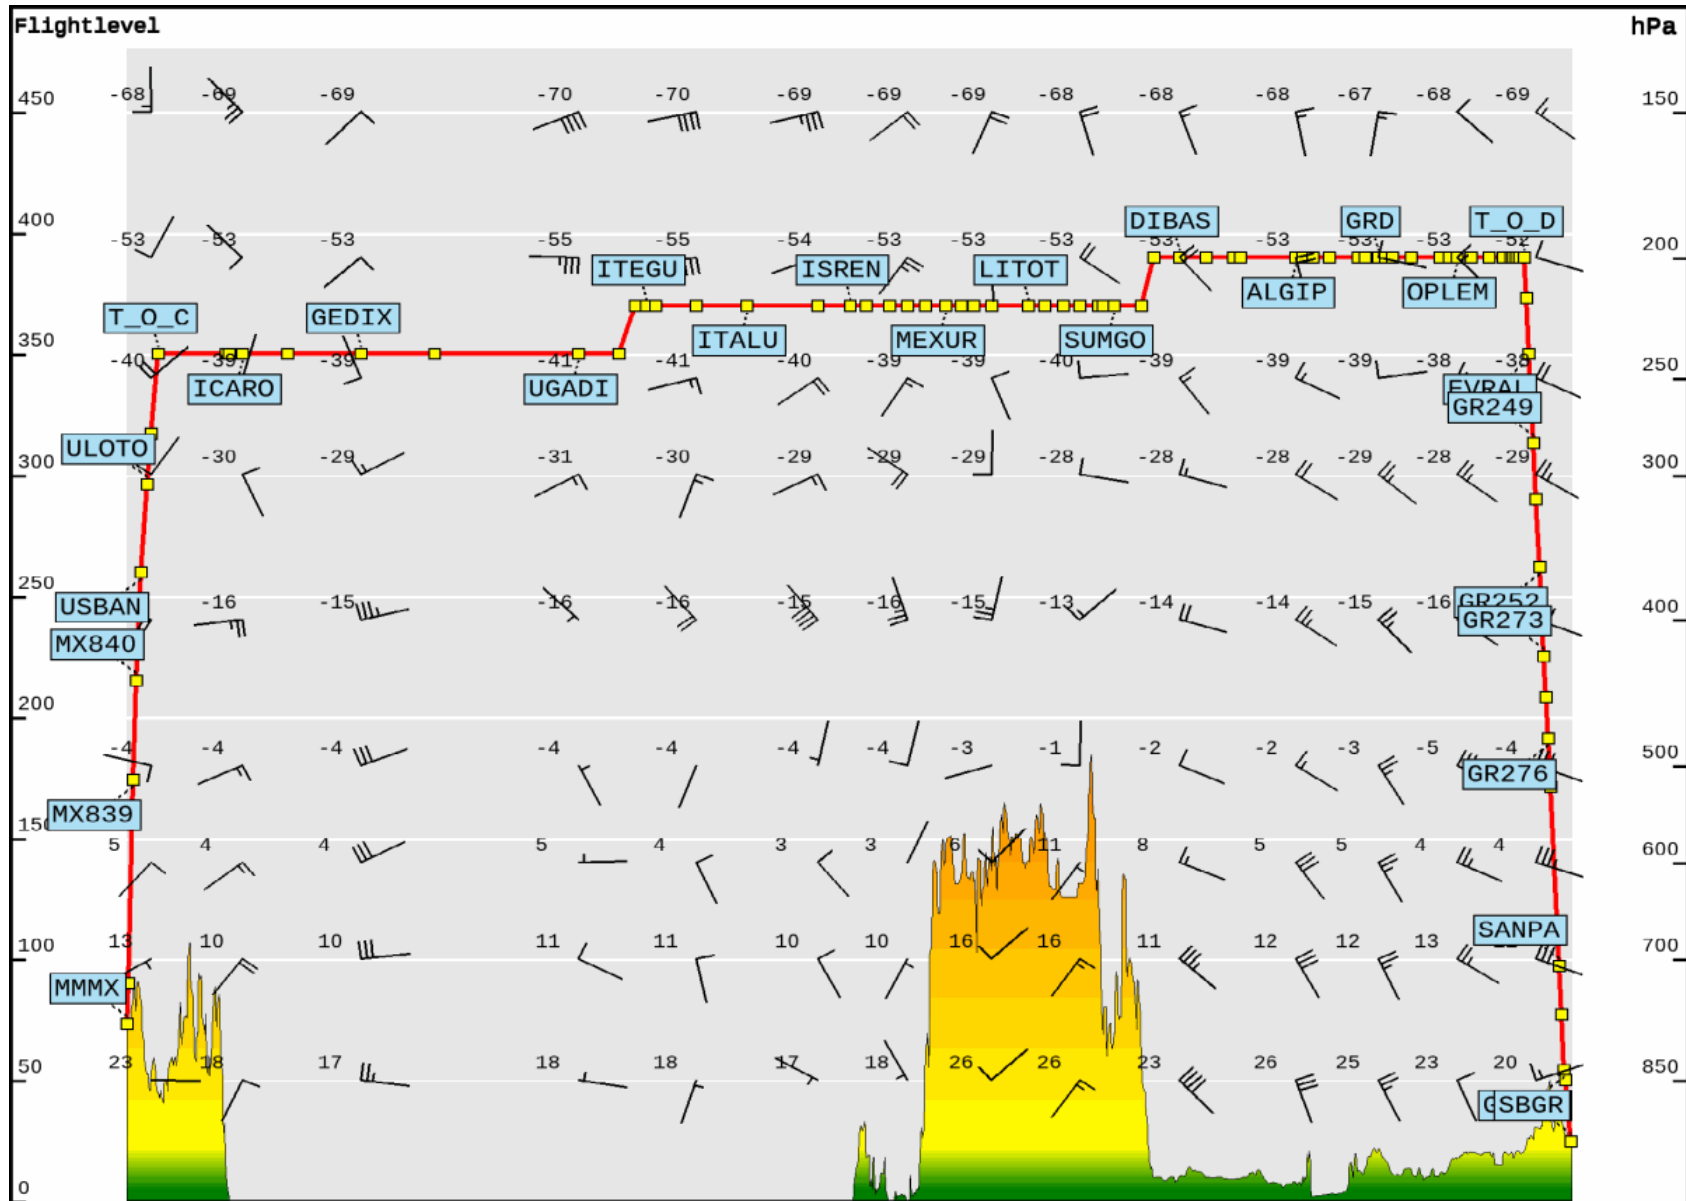 Flightlevel hPa
450 -68 -69 -69 -70 -70 -69 -69 -69 -68 -68 -68 -67 -68 -69 150
DIBAS GRD T_O_D
400 -53 -53 -53 -55 -55 -54 -53 -53 -53 -53 -53 -53 -53 -52 200
ITEGU ISREN LITOT
ALGIP OPLEM
T_O_C GEDIX
ITALU MEXUR SUMGO
350 -40 -39 -39 -41 -41 -40 -39 -39 -40 -39 -39 -39 -38 -38 250
ICARO UGADI EVRAL
GR249
ULOTO
300 -30 -29 -31 -30 -29 -29 -29 -28 -28 -28 -29 -28 -29 300
250 -16 -15 -16 -16 -15 -16 -15 -13 -14 -14 -15 -16 400
USBAN GR252
MX840 GR273
200
-4 -4 -4 -4 -4 -4 -4 -3 -1 -2 -2 -3 -5 -4 500
GR276
MX839
150
5 4 4 5 4 3 3 6 11 8 5 5 4 4 600
SANPA
100 13 10 10 11 11 10 10 16 16 11 12 12 13 700
MMMX
50 23 18 17 18 18 17 18 26 26 23 26 25 23 20 850
SBGR
0